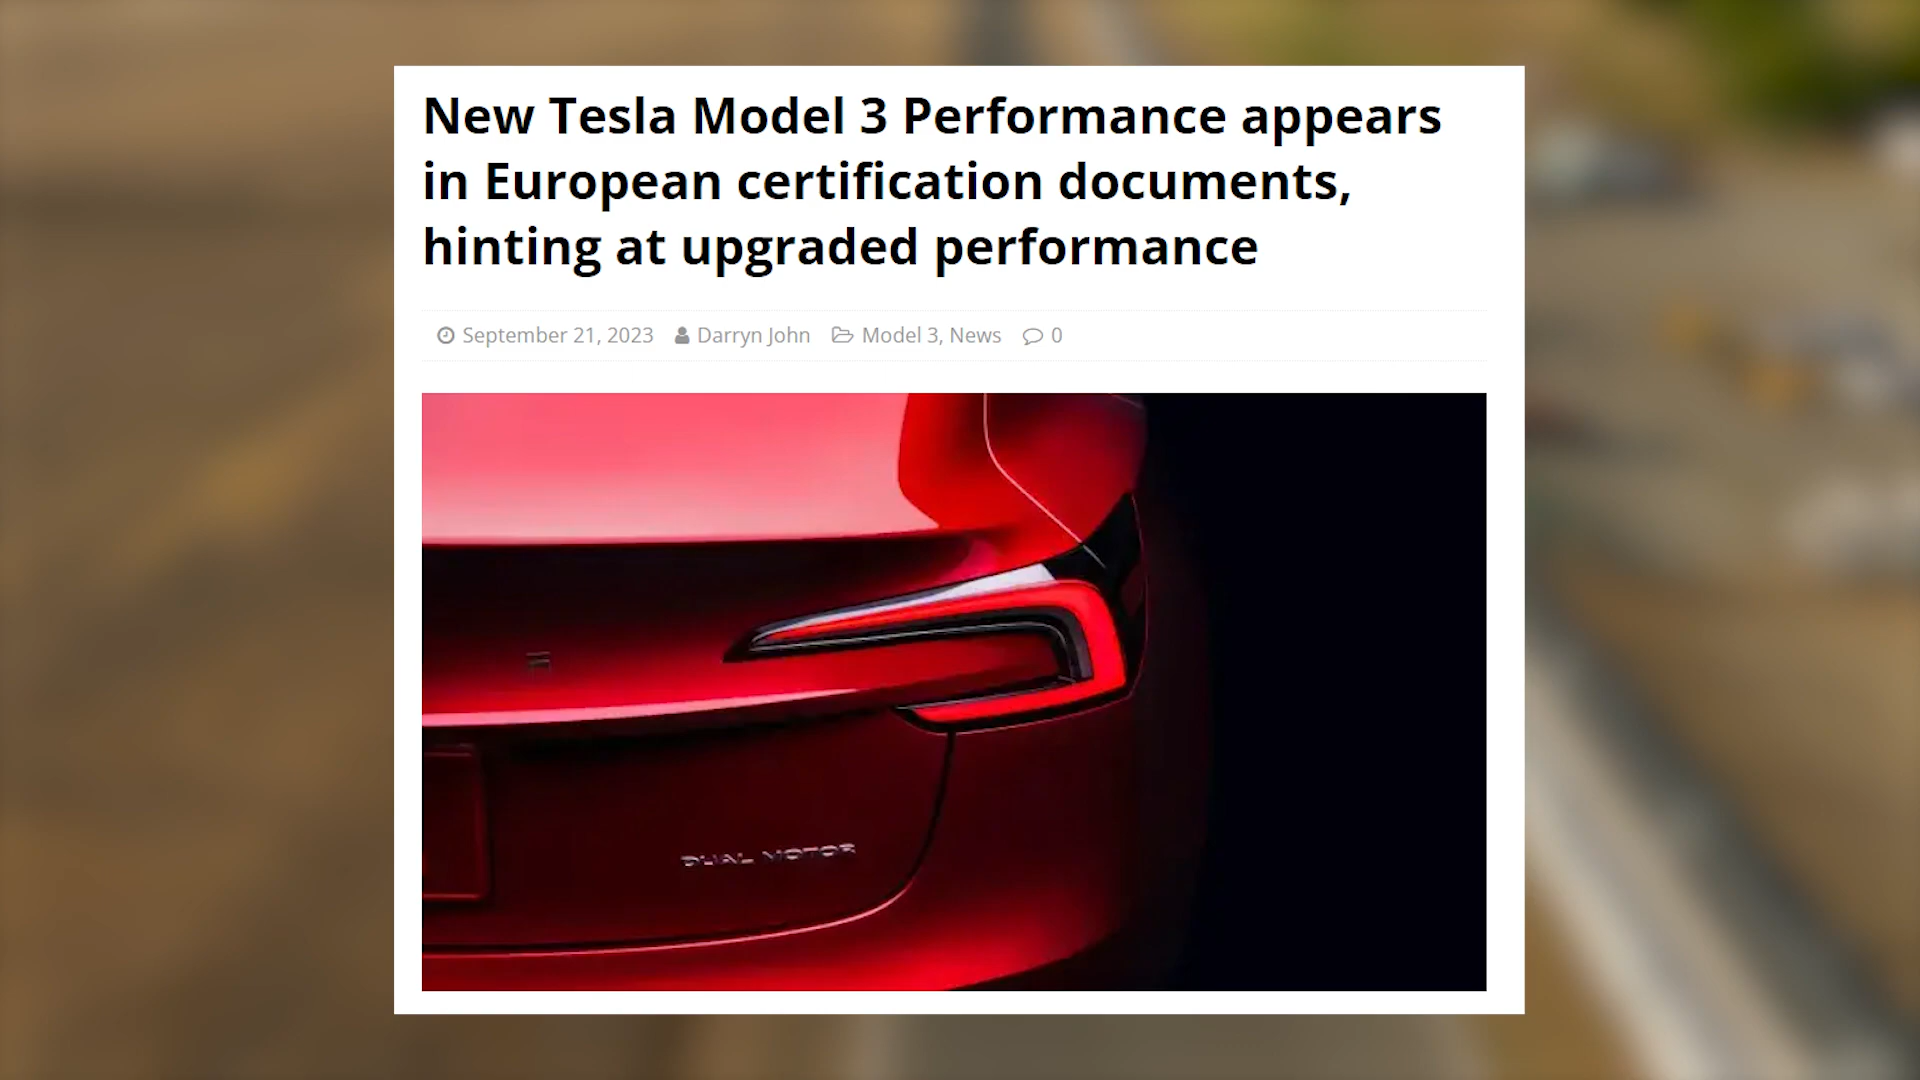 New Tesla Model 3 Performance appears
in European certification documents,
hinting at upgraded performance
September 21, 2023 Darryn John Model 3, News 0
DUAL MOTOR